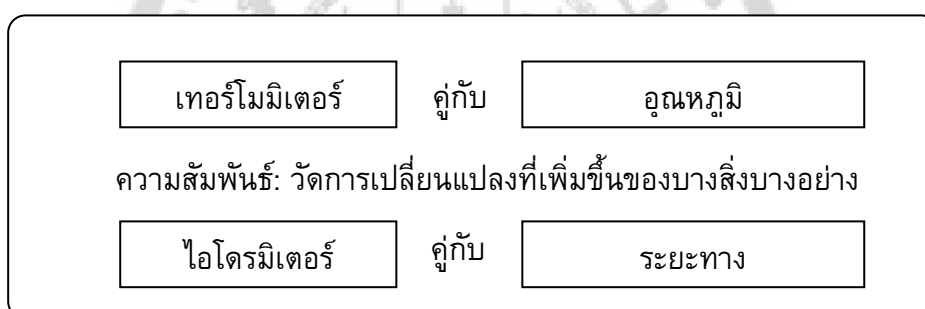 เทอร์โมมิเตอร์ คู่กับ อุณหภูมิ
ความสัมพันธ์: วัดการเปลี่ยนแปลงที่เพิ่มขึ้นของบางสิ่งบางอย่าง
ไอโดรมิเตอร์ คู่กับ ระยะทาง